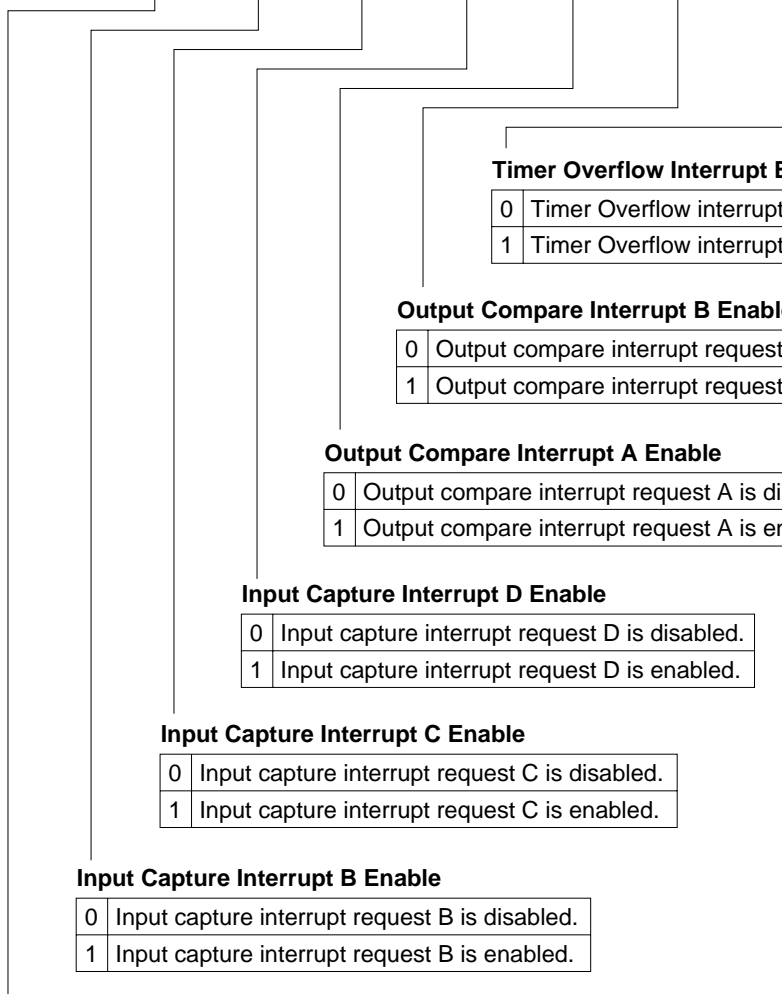 Timer Overflow Interrupt
0 Timer Overflow interrupt
1 Timer Overflow interrupt
Output Compare Interrupt B
0 Output compare interrupt request
1 Output compare interrupt request
Output Compare Interrupt A Enable
0 Output compare interrupt request A is
1 Output compare interrupt request A is
Input Capture Interrupt D Enable
0 Input capture interrupt request D is disabled.
1 Input capture interrupt request D is enabled.
Input Capture Interrupt C Enable
0 Input capture interrupt request C is disabled.
1 Input capture interrupt request C is enabled.
Input Capture Interrupt B Enable
0 Input capture interrupt request B is disabled.
1 Input capture interrupt request B is enabled.